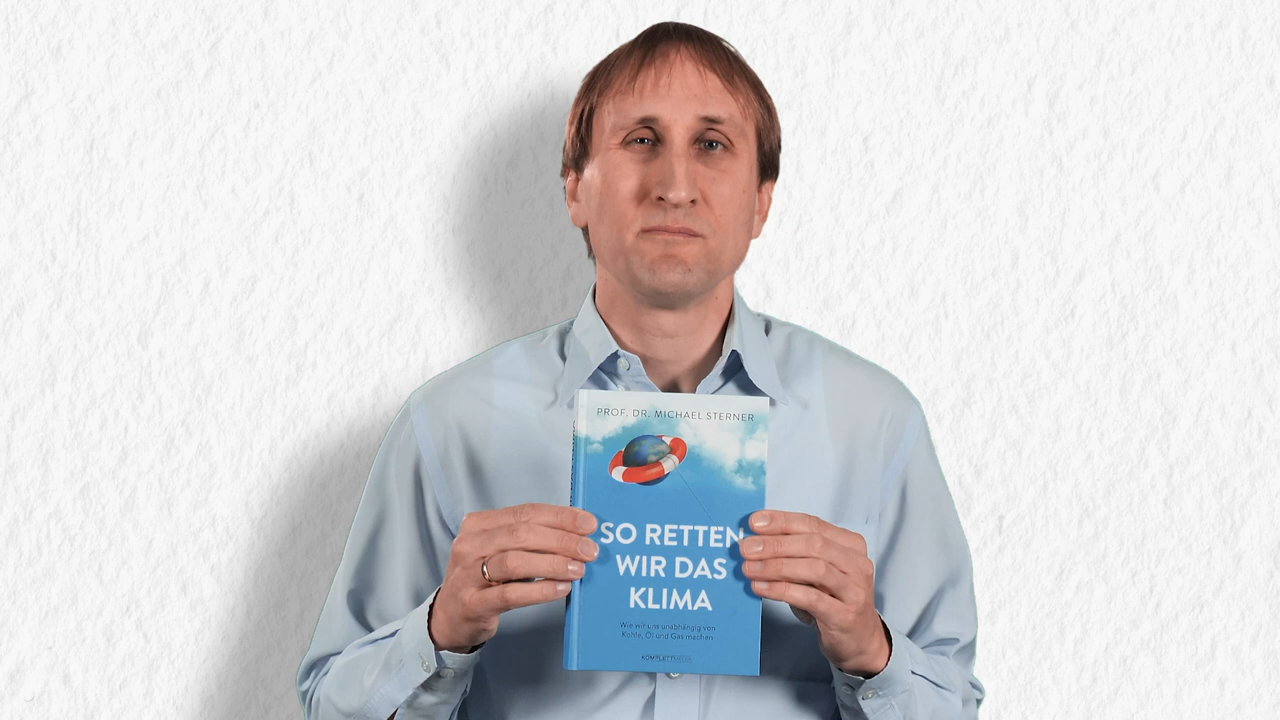 PROF. DR. MICHAEL STERNER
SO RETTEN
WIR DAS
KLIMA
Wie wir uns unabhängig von
Kohle, Öl und Gas machen
KOMPLETTMEDIA